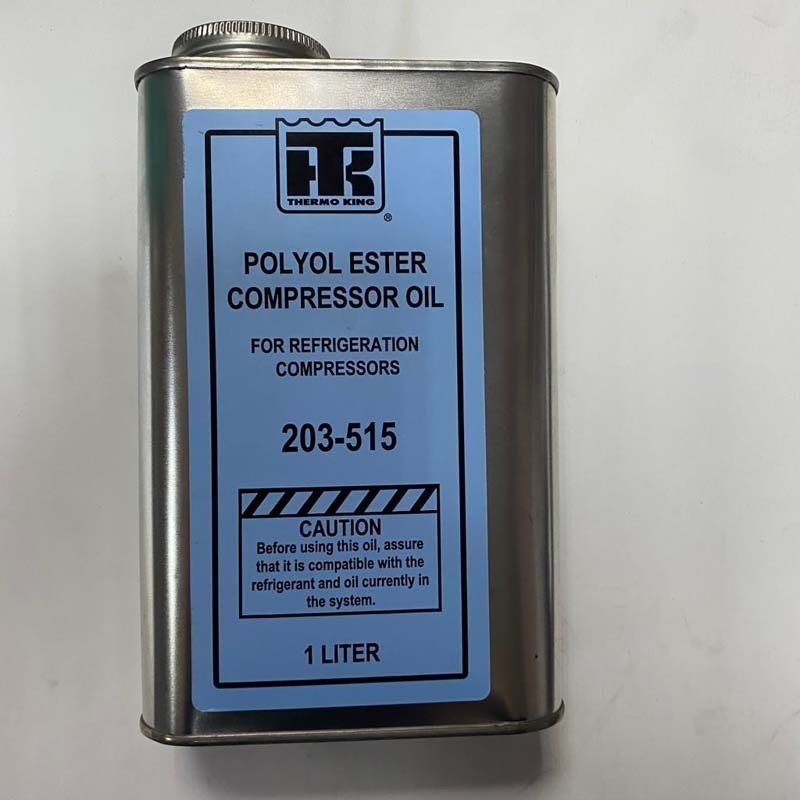 TK
THERMO KING
®
POLYOL ESTER
COMPRESSOR OIL
FOR REFRIGERATION
COMPRESSORS
203-515
CAUTION
Before using this oil, assure
that it is compatible with the
refrigerant and oil currently in
the system.
1 LITER